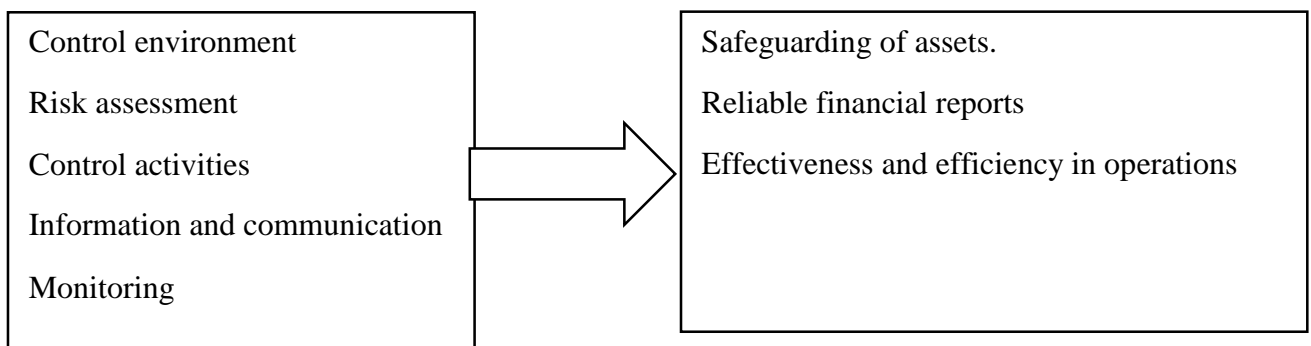 Control environment
Risk assessment
Control activities
Information and communication
Monitoring
Safeguarding of assets.
Reliable financial reports
Effectiveness and efficiency in operations